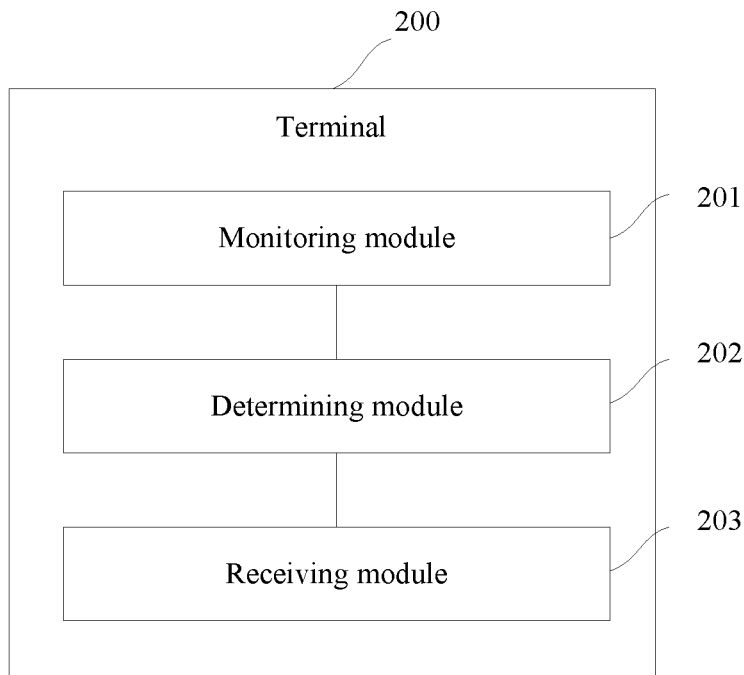 200
Terminal
201
Monitoring module
202
Determining module
203
Receiving module